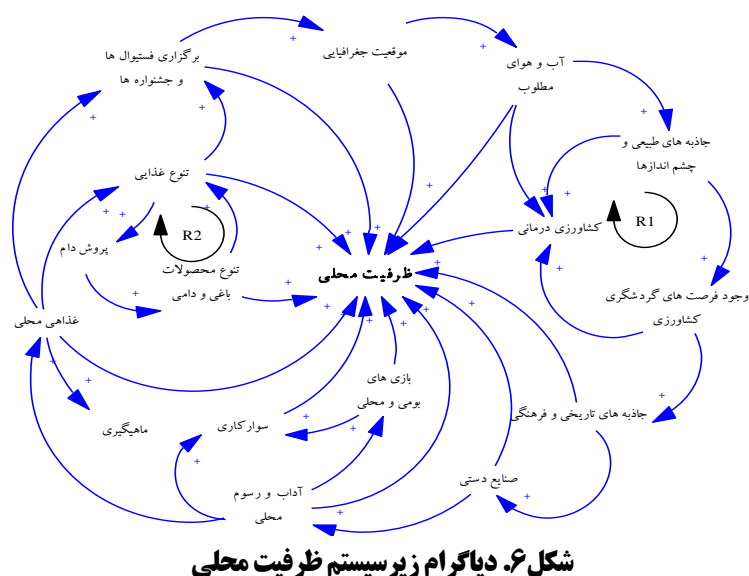 برگزاری فستیوال ها
و جشنواره ها
موقعیت جغرافیایی
آب و هوای
مطلوب
جاذبه های طبیعی و
چشم اندازها
تنوع غذایی
R2
R1
کشاورزی درمانی
پروش دام
تنوع محصولات
باغی و دامی
ظرفیت محلی
وجود فرصت های گردشگری
کشاورزی
غذاهی محلی
بازی های
بومی و محلی
جاذبه های تاریخی و فرهنگی
ماهیگیری
سوارکاری
صنایع دستی
آداب و رسوم
محلی
شکل۶. دیاگرام زیرسیستم ظرفیت محلی